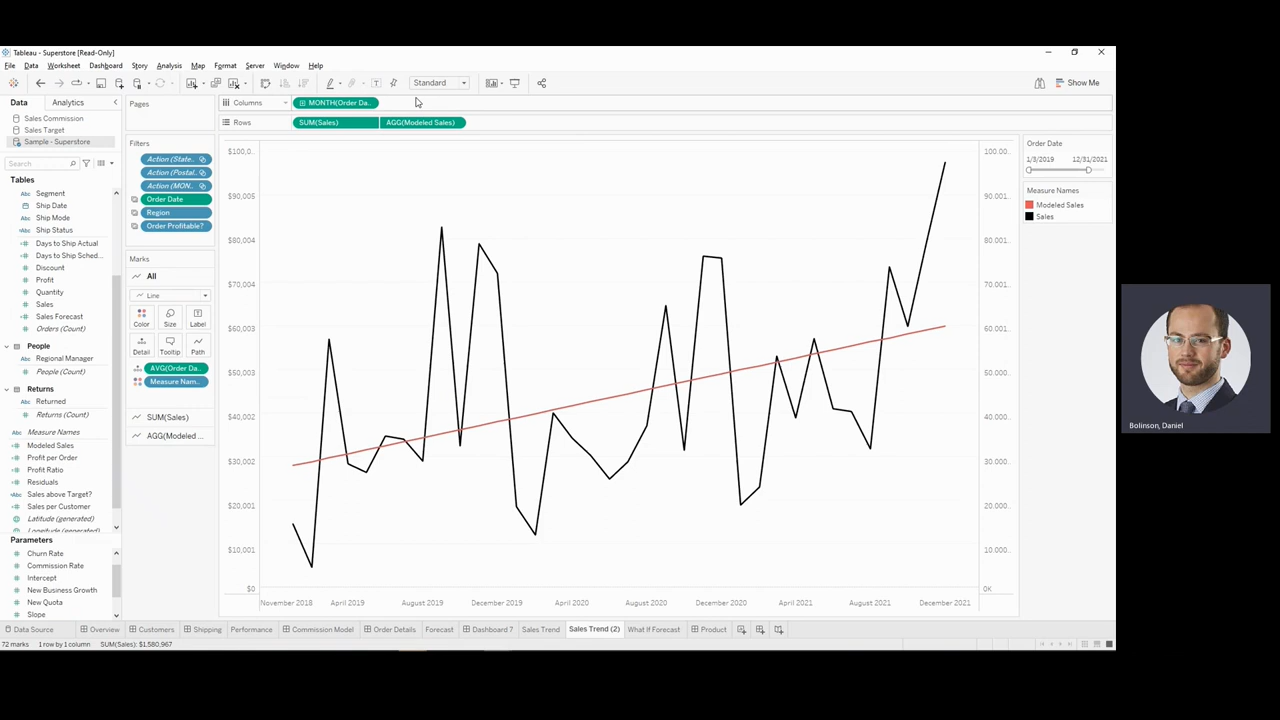 Tableau - Superstore [Read-Only]
File Data Worksheet Dashboard Story Analysis Map Format Server Window Help
Standard
Show Me
Data Analytics
Sales Commission
Sales Target
Sample - Superstore
Search
Tables
Segment
Ship Date
Ship Mode
Ship Status
Days to Ship Actual
Days to Ship Sched...
Discount
Profit
Quantity
Sales
Sales Forecast
Orders (Count)
People
Regional Manager
People (Count)
Returns
Returned
Returns (Count)
Measure Names
Modeled Sales
Profit per Order
Profit Ratio
Residuals
Sales above Target?
Sales per Customer
Latitude (generated)
Longitude (generated)
Parameters
Churn Rate
Commission Rate
Intercept
New Business Growth
New Quota
Slope
Pages
Filters
Action (State..
Action (Postal..
Action (MON..
Order Date
Region
Order Profitable?
Marks
All
Line
Color Size Label
Detail Tooltip Path
AVG(Order Da..
Measure Nam..
SUM(Sales)
AGG(Modeled ...
Columns MONTH(Order Da..
Rows SUM(Sales) AGG(Modeled Sales)
$100,0..
$90,005
$80,004
$70,004
$60,003
$50,003
$40,002
$30,002
$20,001
$10,001
$0
100.00..
90.001..
80.001..
70.001..
60.001..
50.000..
40.000..
30.000..
20.000..
10.000..
0K
November 2018 April 2019 August 2019 December 2019 April 2020 August 2020 December 2020 April 2021 August 2021 December 2021
Order Date
1/3/2019 12/31/2021
Measure Names
Modeled Sales
Sales
Bolinson, Daniel
Data Source Overview Customers Shipping Performance Commission Model Order Details Forecast Dashboard 7 Sales Trend Sales Trend (2) What If Forecast Product
72 marks 1 row by 1 column SUM(Sales): $1,580,967